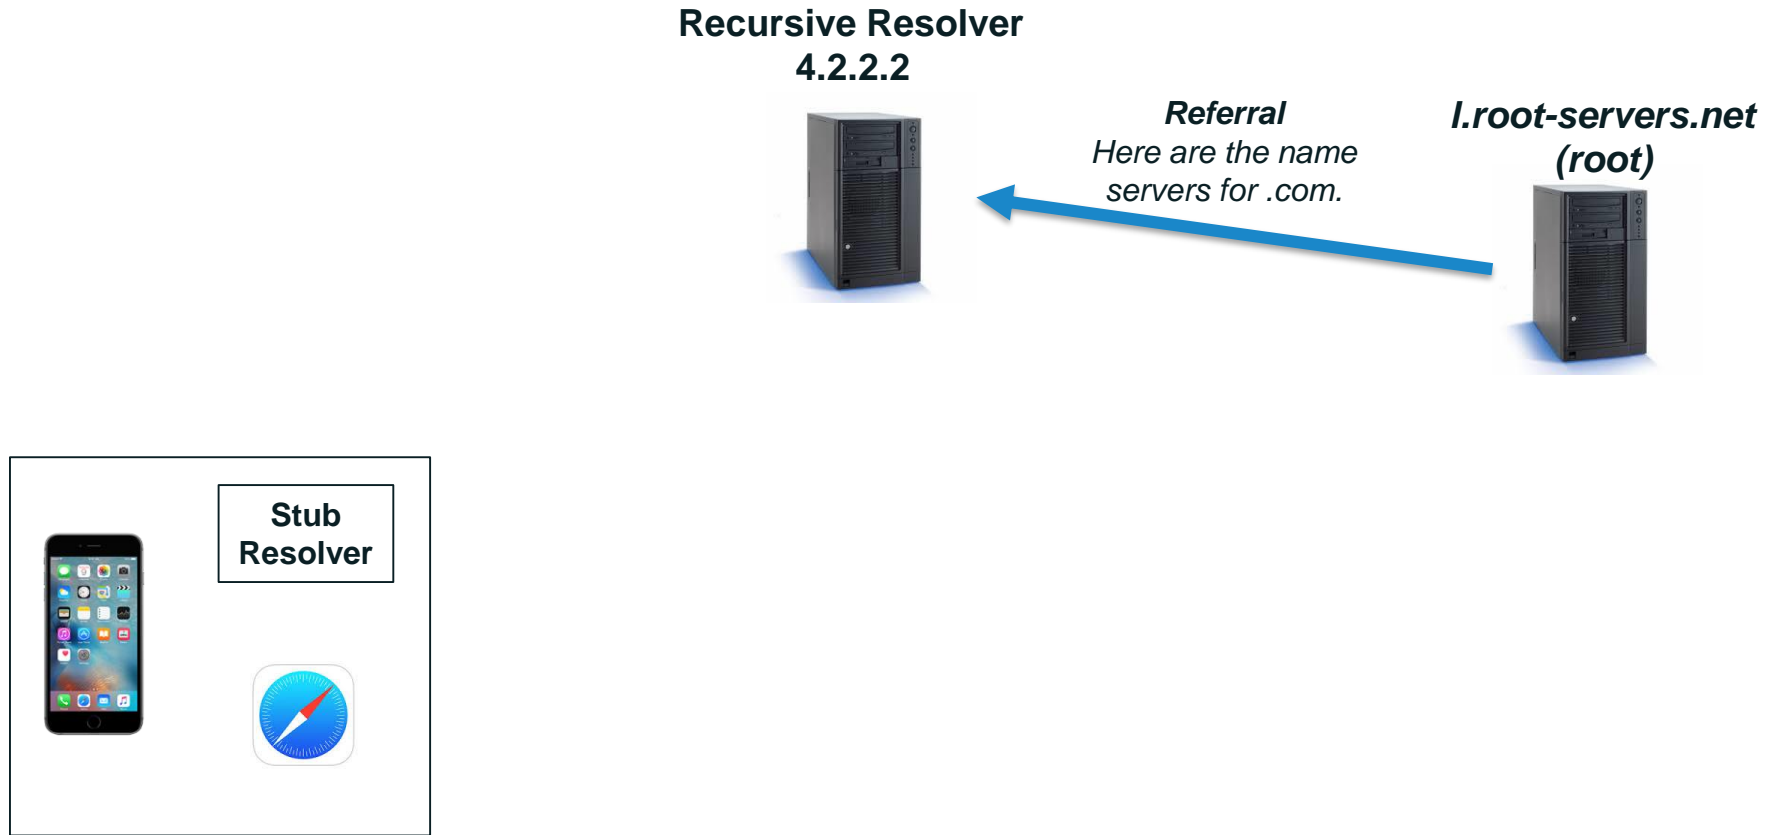 Recursive Resolver
4.2.2.2
Referral
Here are the name
servers for .com.
l.root-servers.net
(root)
Stub
Resolver